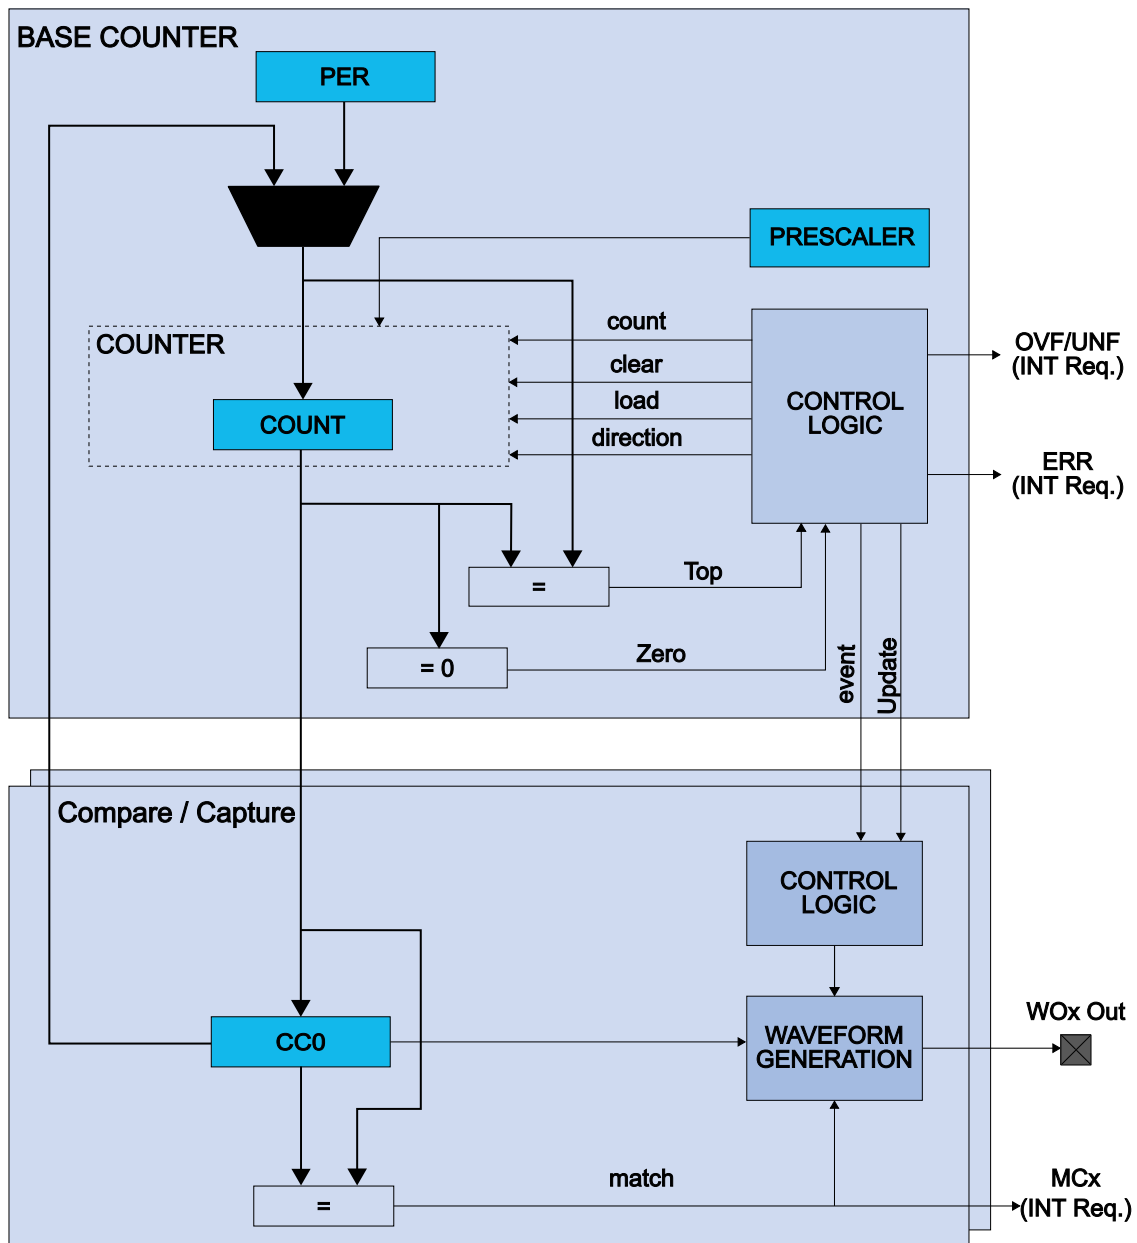 BASE COUNTER
PER
PRESCALER
COUNTER
count
clear
load
direction
COUNT
CONTROL
LOGIC
OVF/UNF
(INT Req.)
ERR
(INT Req.)
=
Top
= 0
Zero
event
Update
Compare / Capture
CONTROL
LOGIC
CC0
WAVEFORM
GENERATION
WOx Out
=
match
MCx
(INT Req.)